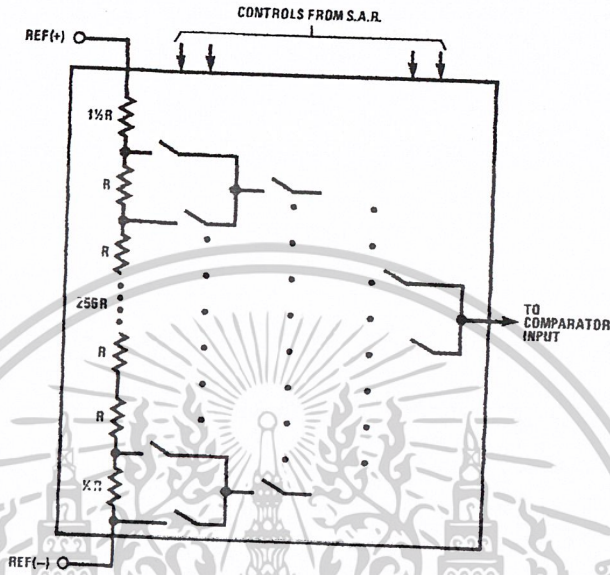 CONTROLS FROM S.A.R.
REF(+)
1½R
R
R
256R
R
R
REF(−)
TO
COMPARATOR
INPUT